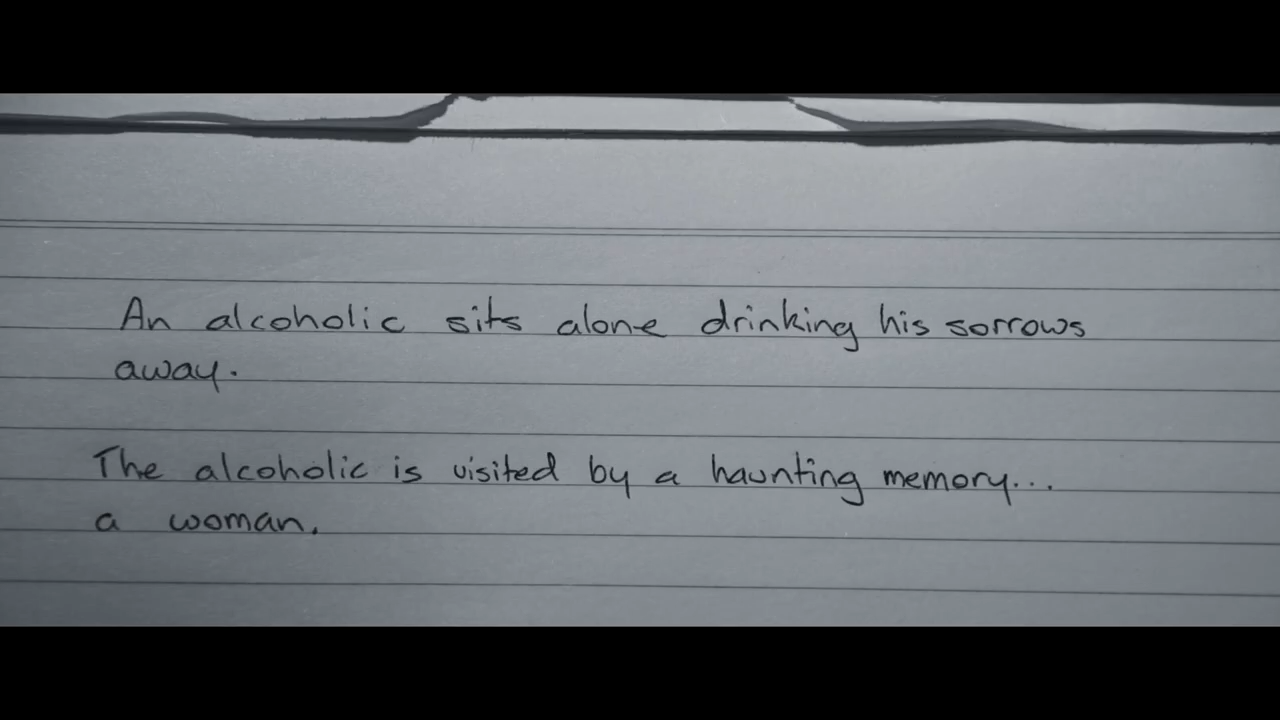 An alcoholic sits alone drinking his sorrows
away.
The alcoholic is visited by a haunting memory...
a woman.